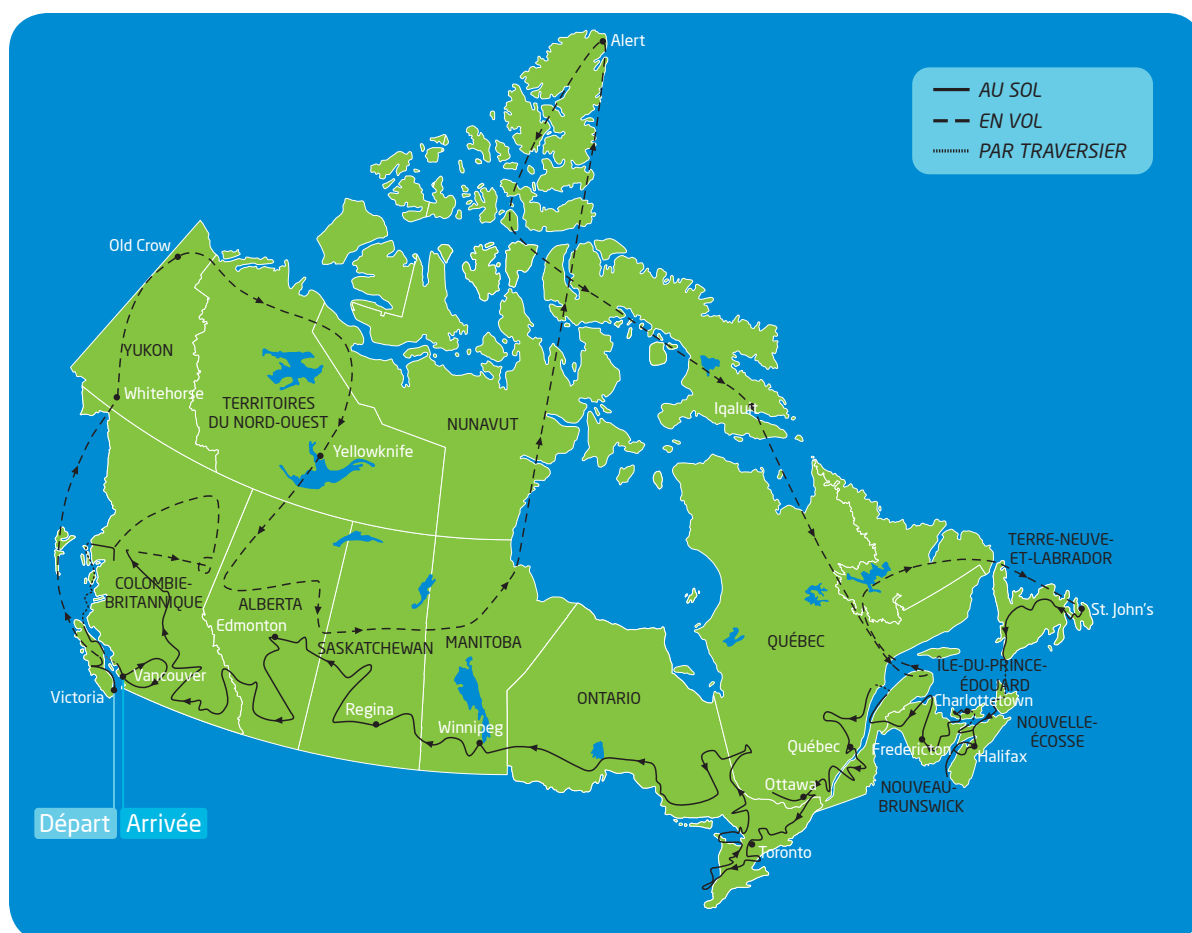 Alert
AU SOL
EN VOL
PAR TRAVERSIER
Old Crow
YUKON
Whitehorse
TERRITOIRES
DU NORD-OUEST
NUNAVUT
Iqaluit
Yellowknife
TERRE-NEUVE-
ET-LABRADOR
COLOMBIE-
BRITANNIQUE
ALBERTA
Edmonton
St. John's
SASKATCHEWAN
MANITOBA
QUÉBEC
ÎLE-DU-PRINCE-
ÉDOUARD
Vancouver
Victoria
ONTARIO
Charlottetown
Regina
Winnipeg
NOUVELLE-
ÉCOSSE
Québec
Fredericton
Halifax
Ottawa
NOUVEAU-
BRUNSWICK
Départ
Arrivée
Toronto